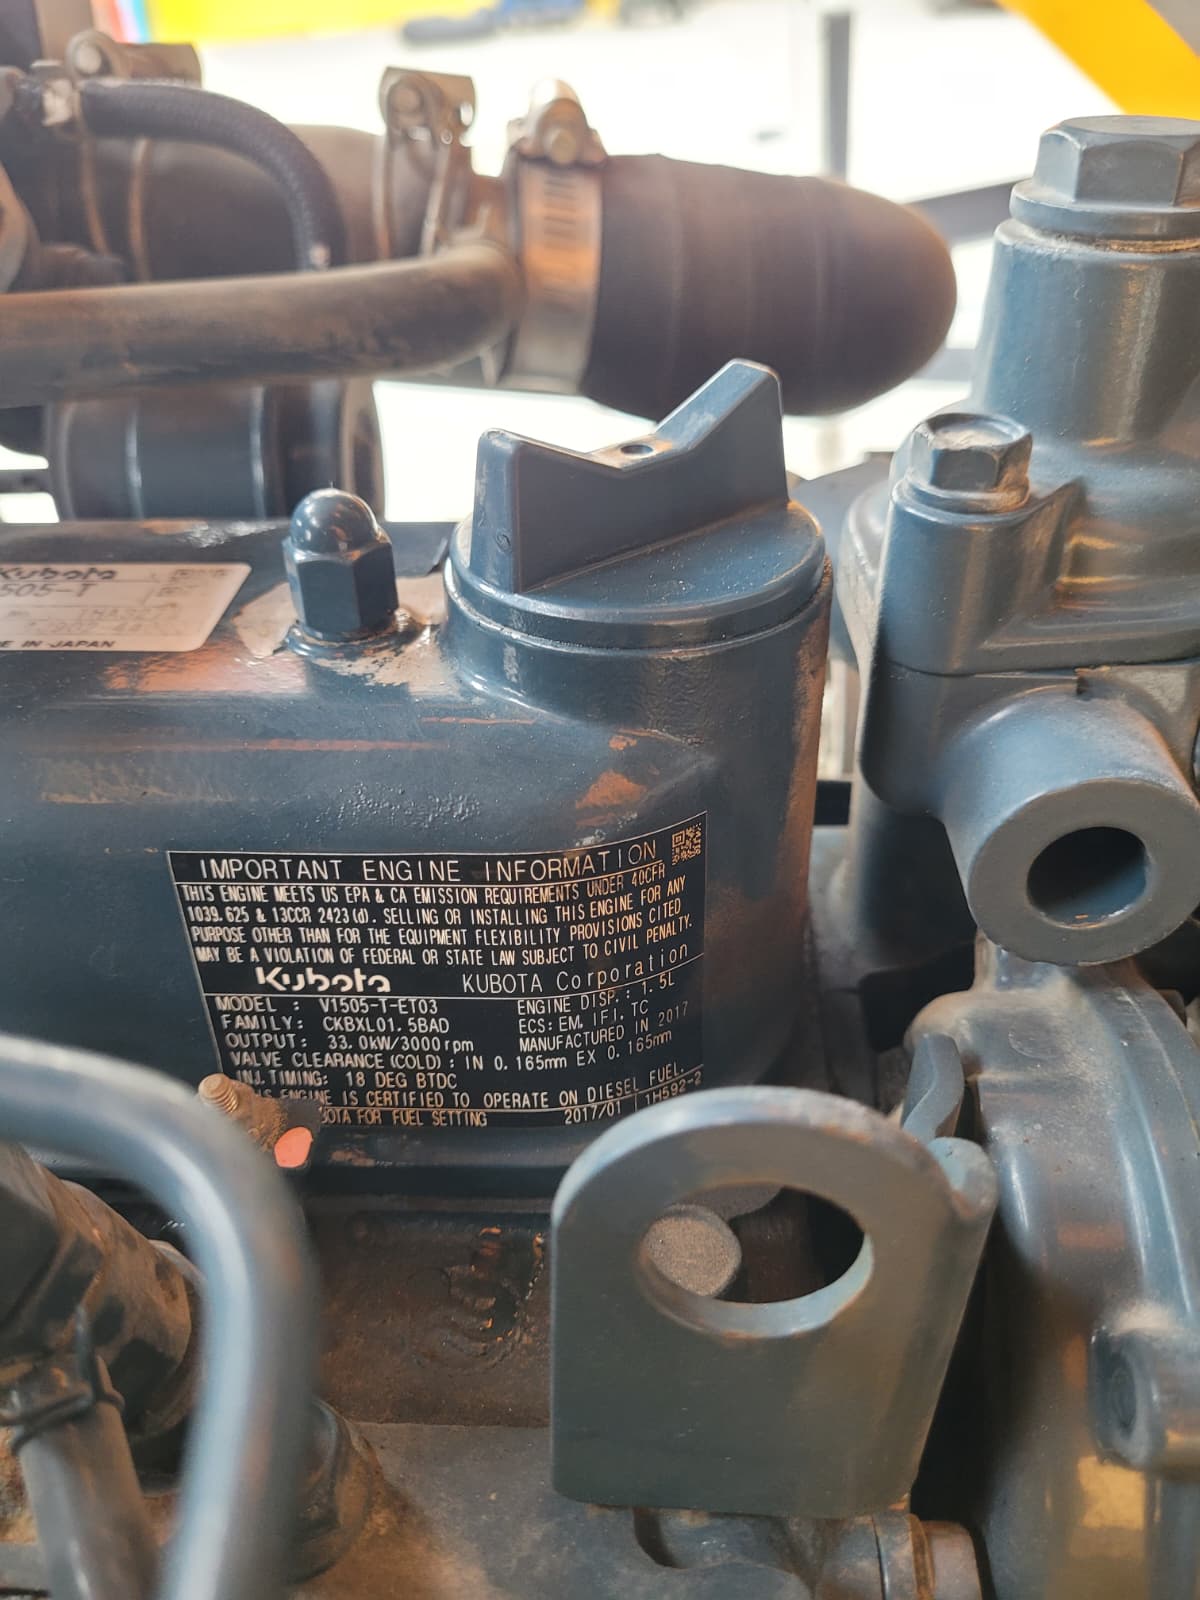 Kubota
505-T
E IN JAPAN
IMPORTANT ENGINE INFORMATION
THIS ENGINE MEETS US EPA & CA EMISSION REQUIREMENTS UNDER 40CFR
1039.625 & 13CCR 2423(d). SELLING OR INSTALLING THIS ENGINE FOR ANY
PURPOSE OTHER THAN FOR THE EQUIPMENT FLEXIBILITY PROVISIONS CITED
MAY BE A VIOLATION OF FEDERAL OR STATE LAW SUBJECT TO CIVIL PENALTY.
Kubota KUBOTA Corporation
MODEL : V1505-T-ET03 ENGINE DISP.: 1.5L
FAMILY: CKBXL01.5BAD ECS:EM, IFI, TC
OUTPUT: 33.0kW/3000rpm MANUFACTURED IN 2017
VALVE CLEARANCE(COLD): IN 0.165mm EX 0.165mm
INJ.TIMING: 18 DEG BTDC
IS ENGINE IS CERTIFIED TO OPERATE ON DIESEL FUEL.
BOTA FOR FUEL SETTING 2017/01 1H592-2